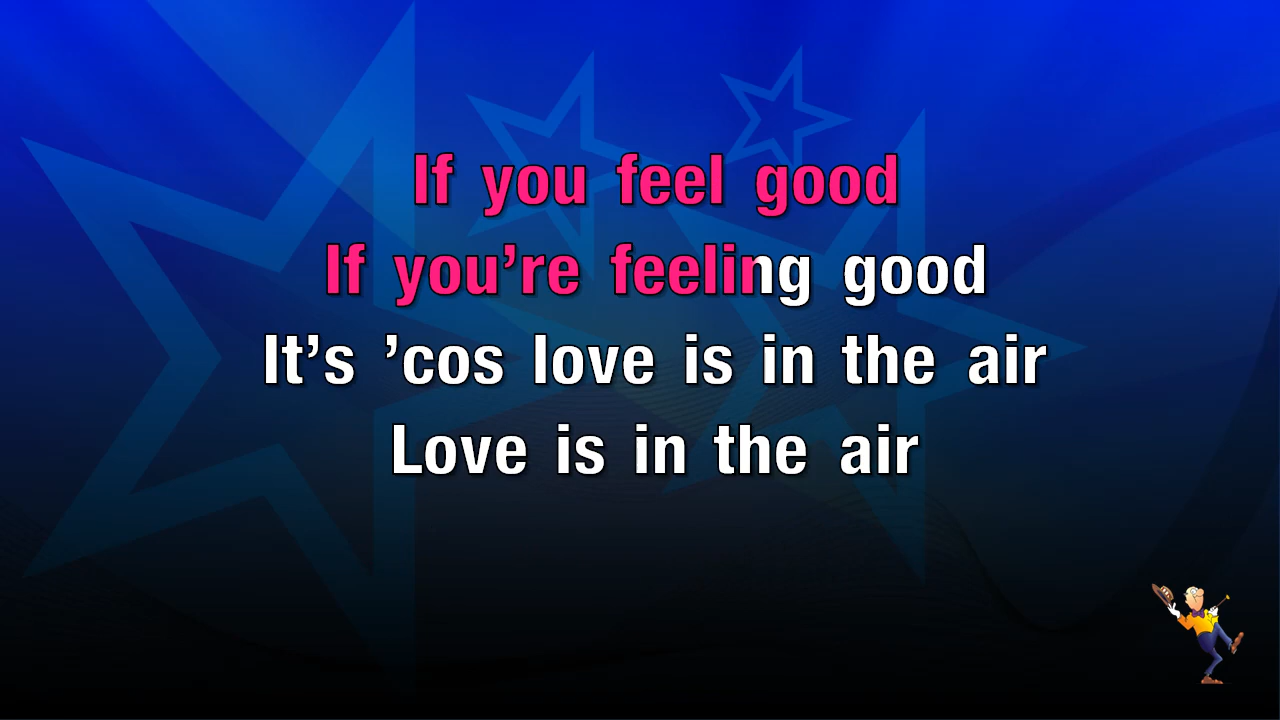 If you feel good
If you’re feeling good
It’s ’cos love is in the air
Love is in the air